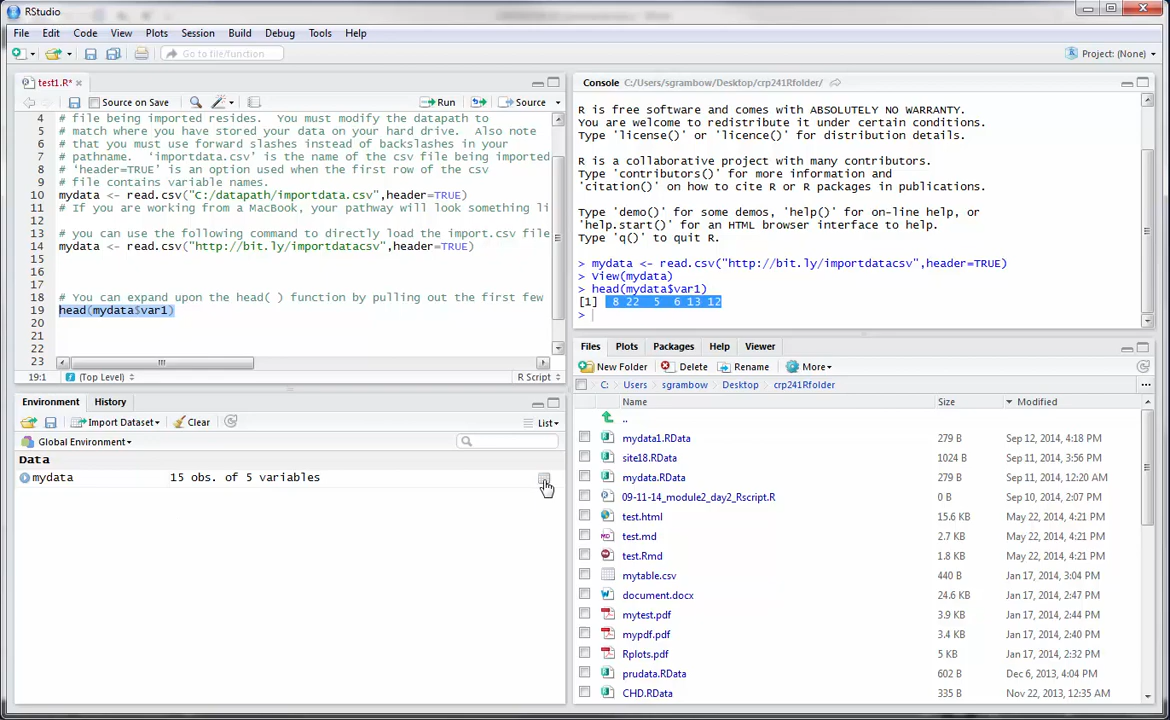 RStudio
File Edit Code View Plots Session Build Debug Tools Help
Go to file/function Project: (None)
test1.R*
Source on Save Run Source
4 # file being imported resides. You must modify the datapath to
5 # match where you have stored your data on your hard drive. Also note
6 # that you must use forward slashes instead of backslashes in your
7 # pathname. 'importdata.csv' is the name of the csv file being imported
8 # 'header=TRUE' is an option used when the first row of the csv
9 # file contains variable names.
10 mydata <- read.csv("C:/datapath/importdata.csv",header=TRUE)
11 # If you are working from a MacBook, your pathway will look something li
12
13 # you can use the following command to directly load the import.csv file
14 mydata <- read.csv("http://bit.ly/importdatacsv",header=TRUE)
15
16
17
18 # You can expand upon the head( ) function by pulling out the first few
19 head(mydata$var1)
20
21
22
23
19:1 (Top Level) R Script
Environment History
Import Dataset Clear List
Global Environment
Data
mydata 15 obs. of 5 variables
Console C:/Users/sgrambow/Desktop/crp241Rfolder/
R is free software and comes with ABSOLUTELY NO WARRANTY.
You are welcome to redistribute it under certain conditions.
Type 'license()' or 'licence()' for distribution details.
R is a collaborative project with many contributors.
Type 'contributors()' for more information and
'citation()' on how to cite R or R packages in publications.
Type 'demo()' for some demos, 'help()' for on-line help, or
'help.start()' for an HTML browser interface to help.
Type 'q()' to quit R.
> mydata <- read.csv("http://bit.ly/importdatacsv",header=TRUE)
> View(mydata)
> head(mydata$var1)
[1] 8 22 5 6 13 12
>
Files Plots Packages Help Viewer
New Folder Delete Rename More
C: Users sgrambow Desktop crp241Rfolder ...
Name Size Modified
..
mydata1.RData 279 B Sep 12, 2014, 4:18 PM
site18.RData 1024 B Sep 11, 2014, 3:56 PM
mydata.RData 279 B Sep 11, 2014, 12:20 AM
09-11-14_module2_day2_Rscript.R 0 B Sep 10, 2014, 2:07 PM
test.html 15.6 KB May 22, 2014, 4:21 PM
test.md 2.7 KB May 22, 2014, 4:21 PM
test.Rmd 1.8 KB May 22, 2014, 4:21 PM
mytable.csv 440 B Jan 17, 2014, 3:04 PM
document.docx 24.6 KB Jan 17, 2014, 2:47 PM
mytest.pdf 3.9 KB Jan 17, 2014, 2:44 PM
mypdf.pdf 3.4 KB Jan 17, 2014, 2:40 PM
Rplots.pdf 5 KB Jan 17, 2014, 2:32 PM
prudata.RData 602 B Dec 6, 2013, 4:04 PM
CHD.RData 335 B Nov 22, 2013, 12:35 AM